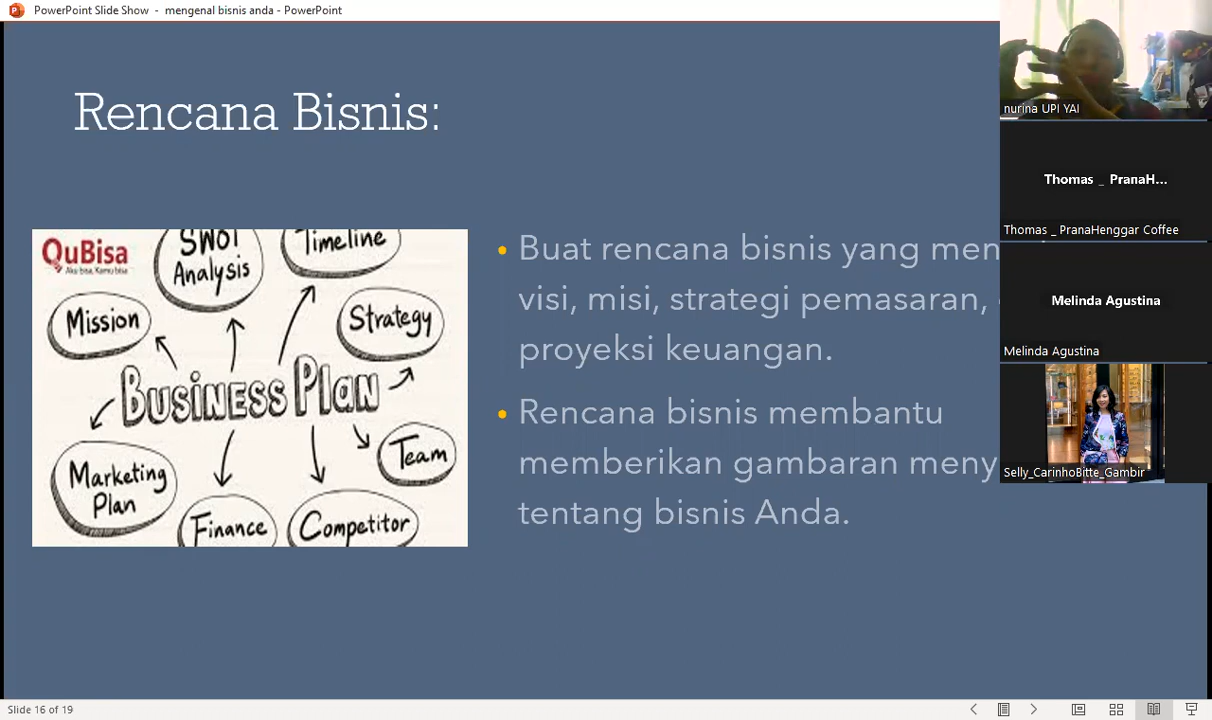 PowerPoint Slide Show - mengenal bisnis anda - PowerPoint
Rencana Bisnis:
QuBisa
Aku bisa, Kamu bisa
SWOT
Analysis
Timeline
Mission
Strategy
BUSINESS PLAN
Marketing
Plan
Team
Finance
Competitor
• Buat rencana bisnis yang men
visi, misi, strategi pemasaran,
proyeksi keuangan.
• Rencana bisnis membantu
memberikan gambaran meny
tentang bisnis Anda.
nurina UPI YAI
Thomas _ PranaH...
Thomas _ PranaHenggar Coffee
Melinda Agustina
Melinda Agustina
Selly_CarinhoBitte_Gambir
Slide 16 of 19